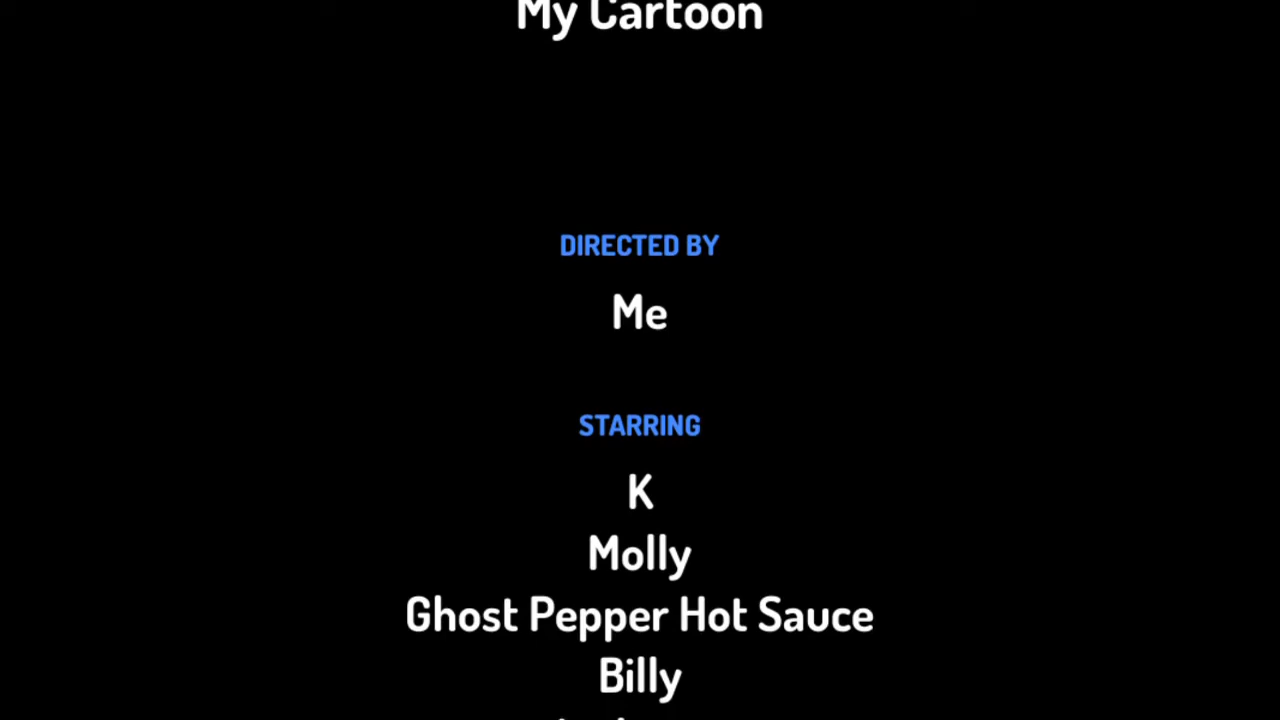 My Cartoon
DIRECTED BY
Me
STARRING
K
Molly
Ghost Pepper Hot Sauce
Billy